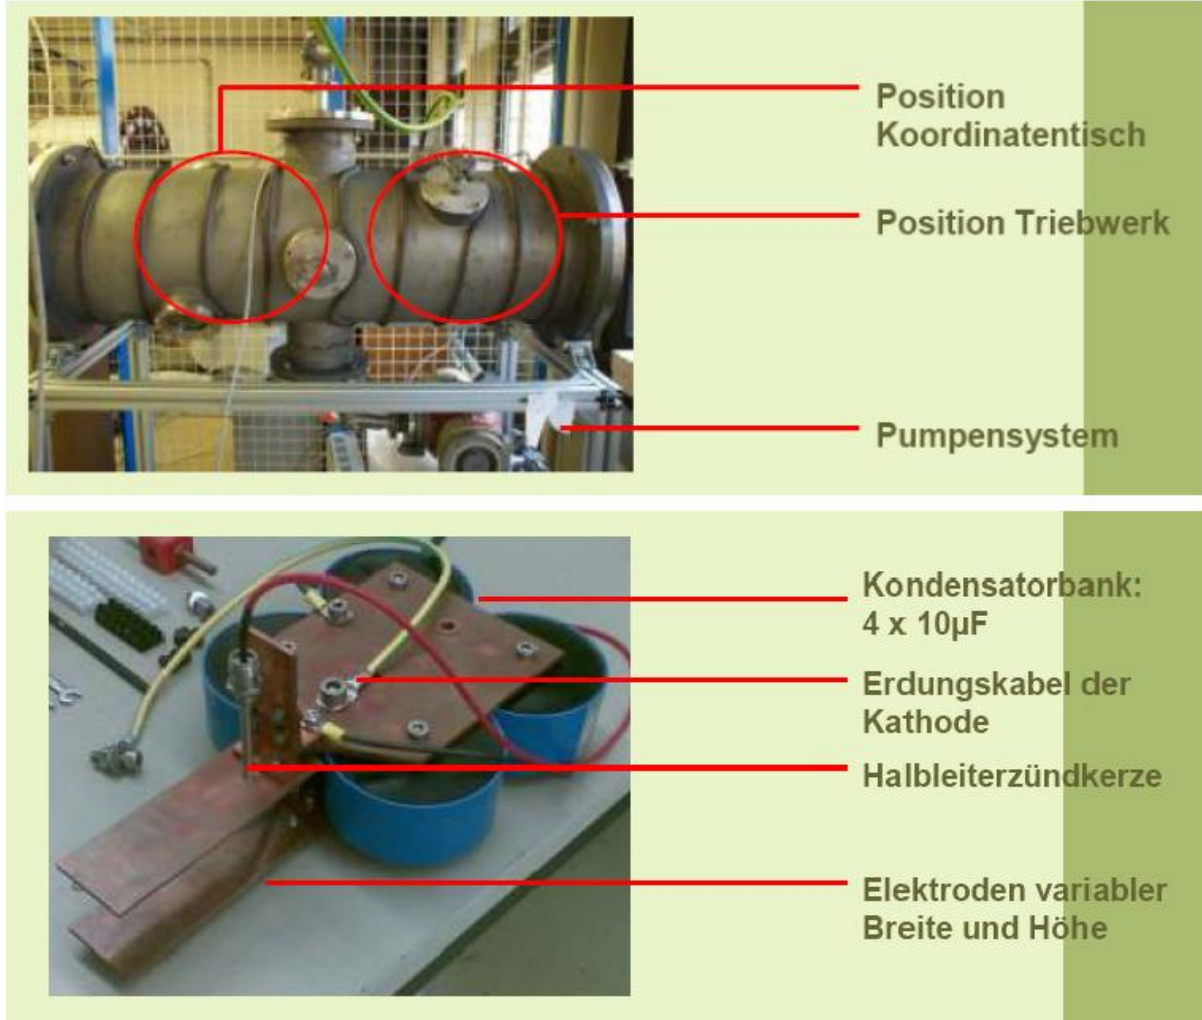 Position
Koordinatentisch
Position Triebwerk
Pumpensystem
Kondensatorbank:
4 x 10µF
Erdungskabel der
Kathode
Halbleiterzündkerze
Elektroden variabler
Breite und Höhe